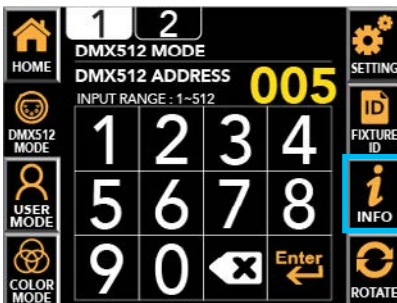 1 2
HOME
DMX512 MODE
DMX512 ADDRESS
INPUT RANGE : 1~512
005
SETTING
DMX512
MODE
1 2 3 4
ID
FIXTURE
ID
USER
MODE
5 6 7 8
i
INFO
COLOR
MODE
9 0 X Enter
ROTATE